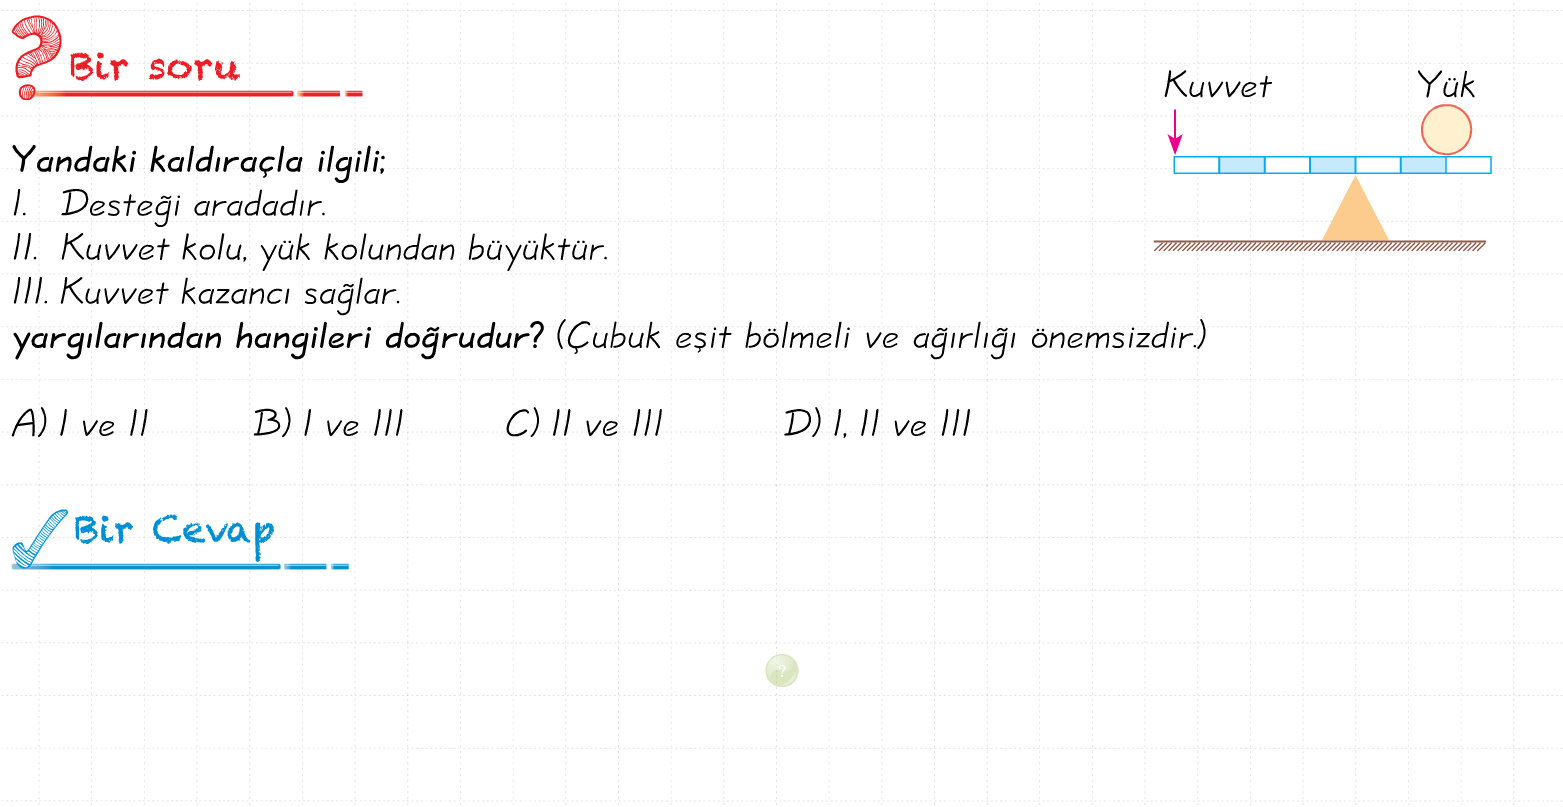 ? Bir soru
Kuvvet Yük
Yandaki kaldıraçla ilgili;
I. Desteği aradadır.
II. Kuvvet kolu, yük kolundan büyüktür.
III. Kuvvet kazancı sağlar.
yargılarından hangileri doğrudur? (Çubuk eşit bölmeli ve ağırlığı önemsizdir.)
A) I ve II B) I ve III C) II ve III D) I, II ve III
Bir Cevap
?